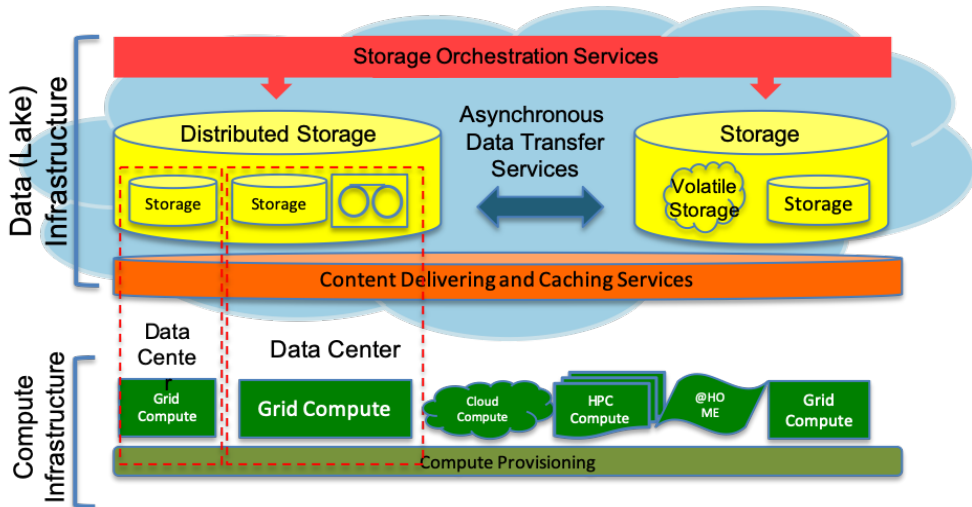 Data (Lake)
Infrastructure
Storage Orchestration Services
Distributed Storage
Storage
Storage
Asynchronous
Data Transfer
Services
Storage
Volatile
Storage
Storage
Content Delivering and Caching Services
Compute
Infrastructure
Data
Cente
r
Grid
Compute
Data Center
Grid Compute
Cloud
Compute
HPC
Compute
@HO
ME
Grid
Compute
Compute Provisioning